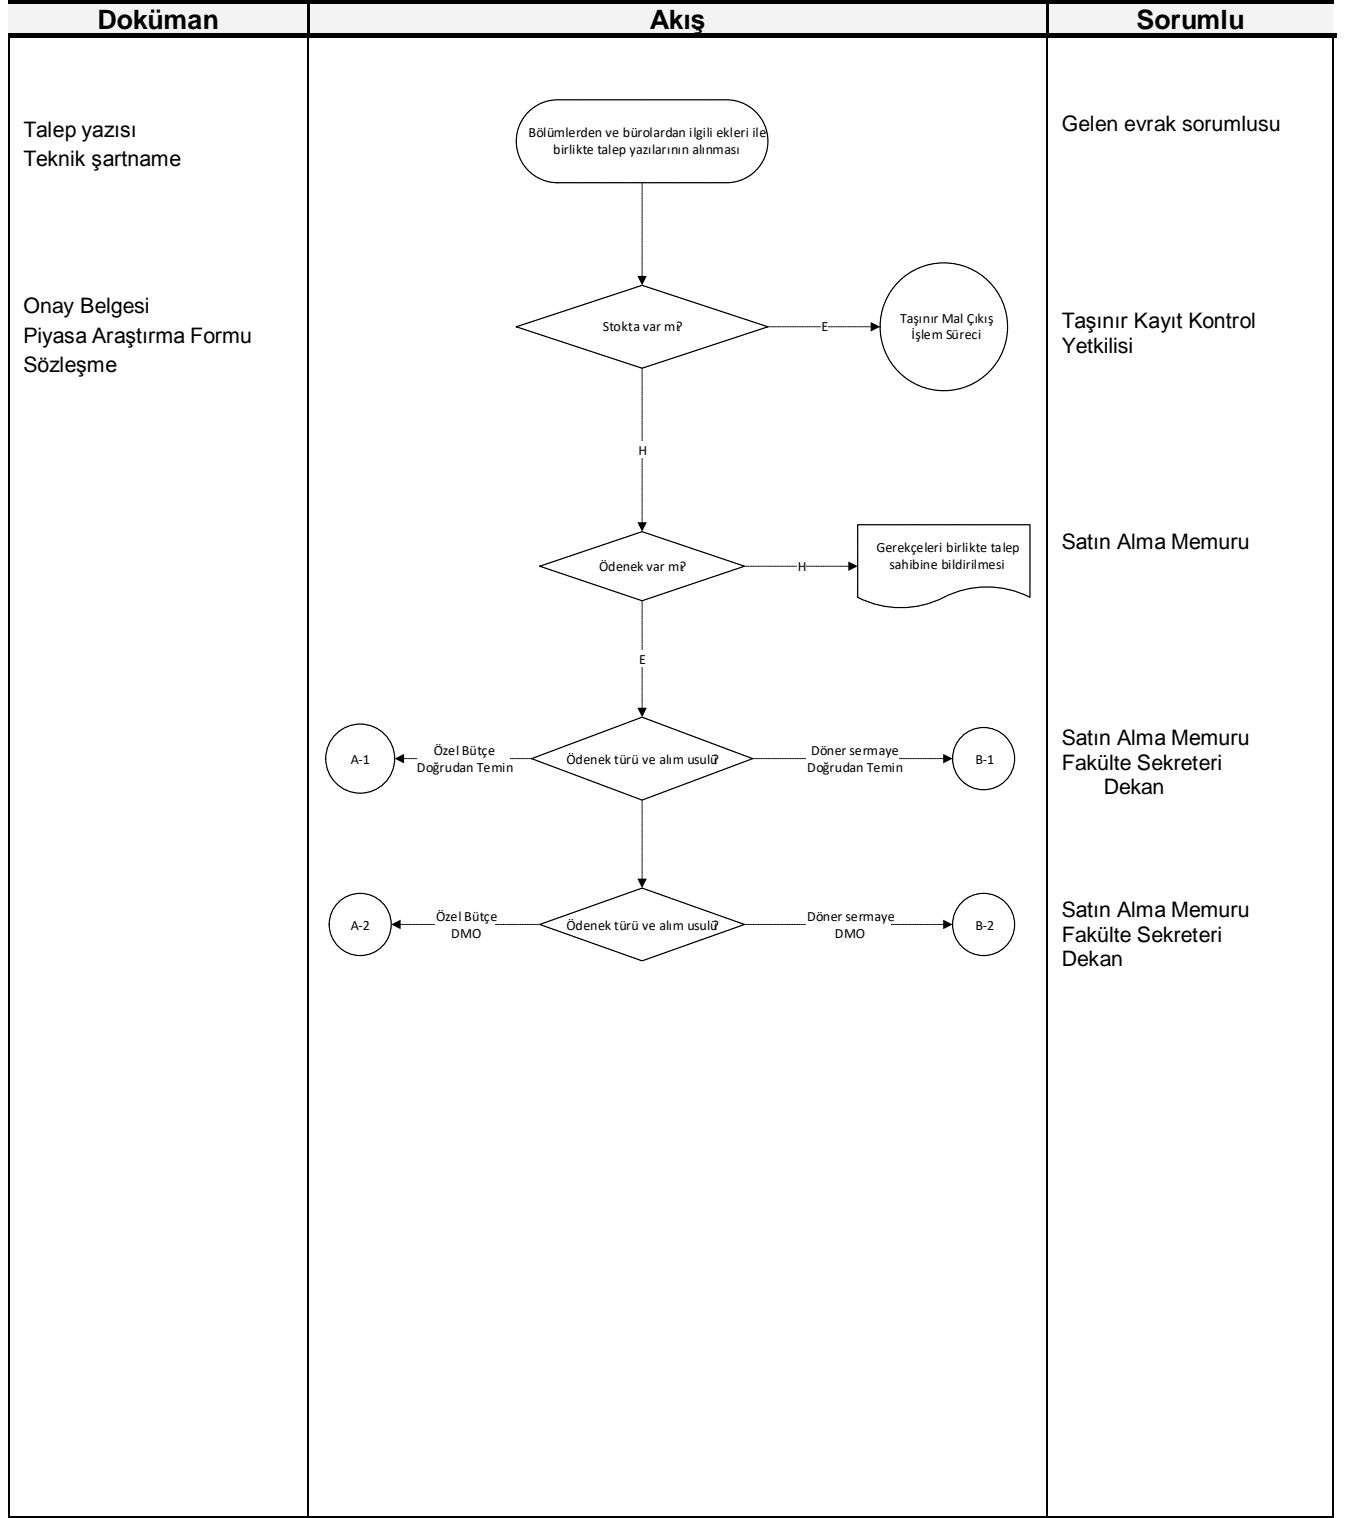 Doküman
Akış
Sorumlu
Talep yazısı
Teknik şartname
Bölümlerden ve bürolardan ilgili ekleri ile
birlikte talep yazılarının alınması
Gelen evrak sorumlusu
Onay Belgesi
Piyasa Araştırma Formu
Sözleşme
Stokta var mı?
E
Taşınır Mal Çıkış
İşlem Süreci
Taşınır Kayıt Kontrol
Yetkilisi
H
Ödenek var mı?
H
Gerekçeleri birlikte talep
sahibine bildirilmesi
Satın Alma Memuru
E
A-1
Özel Bütçe
Doğrudan Temin
Ödenek türü ve alım usulü?
Döner sermaye
Doğrudan Temin
B-1
Satın Alma Memuru
Fakülte Sekreteri
Dekan
A-2
Özel Bütçe
DMO
Ödenek türü ve alım usulü?
Döner sermaye
DMO
B-2
Satın Alma Memuru
Fakülte Sekreteri
Dekan